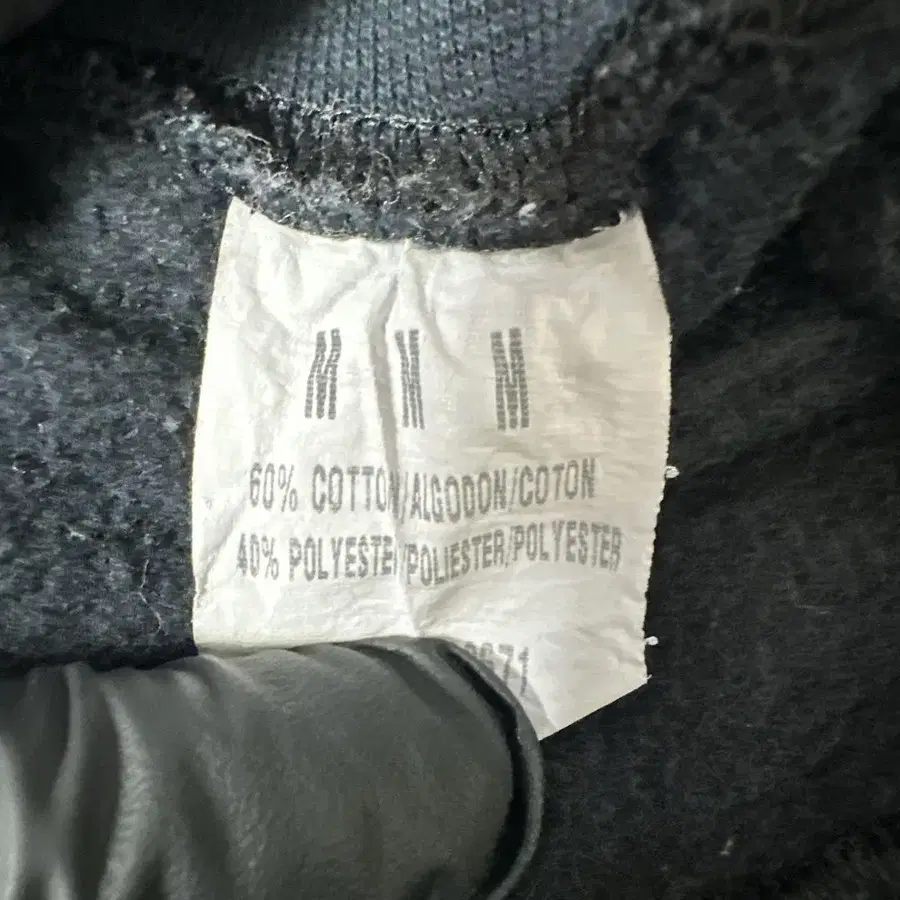 M M M
60% COTTON/ALGODON/COTON
40% POLYESTER/POLIESTER/POLYESTER